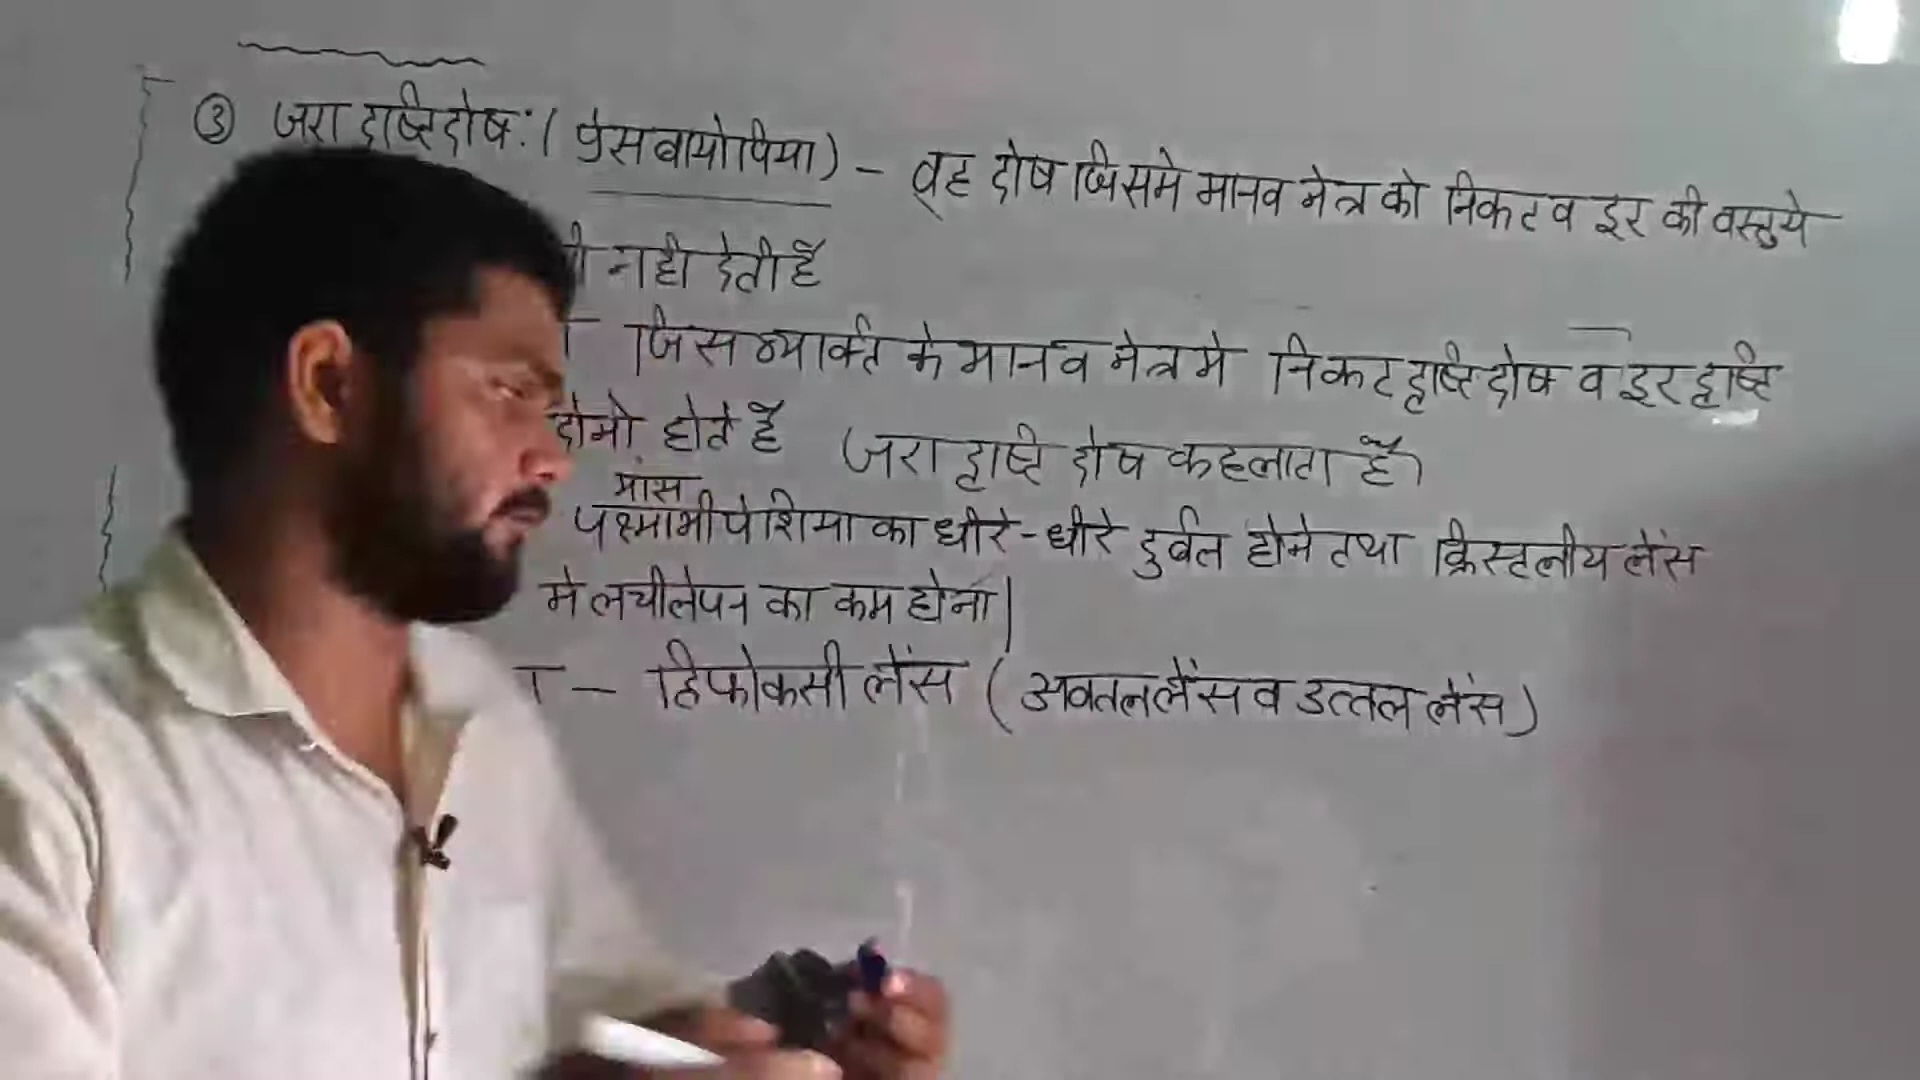 ③ जरा दृष्टि दोष :( प्रेसबायोपिया) – वह दोष जिसमे मानव नेत्र को निकट व दूर की वस्तुये
नही देती हैं
जिस व्यक्ति के मानव नेत्र मे निकट दृष्टि दोष व दूर दृष्टि
दोनो होते हैं जरा दृष्टि दोष कहलाता हैं
मांस
पक्ष्माभी पेशियो का धीरे-धीरे दुर्बल होने तथा क्रिस्टलीय लेंस
मे लचीलेपन का कम होना|
– द्विफोकसी लेंस ( अवतल लेंस व उत्तल लेंस)